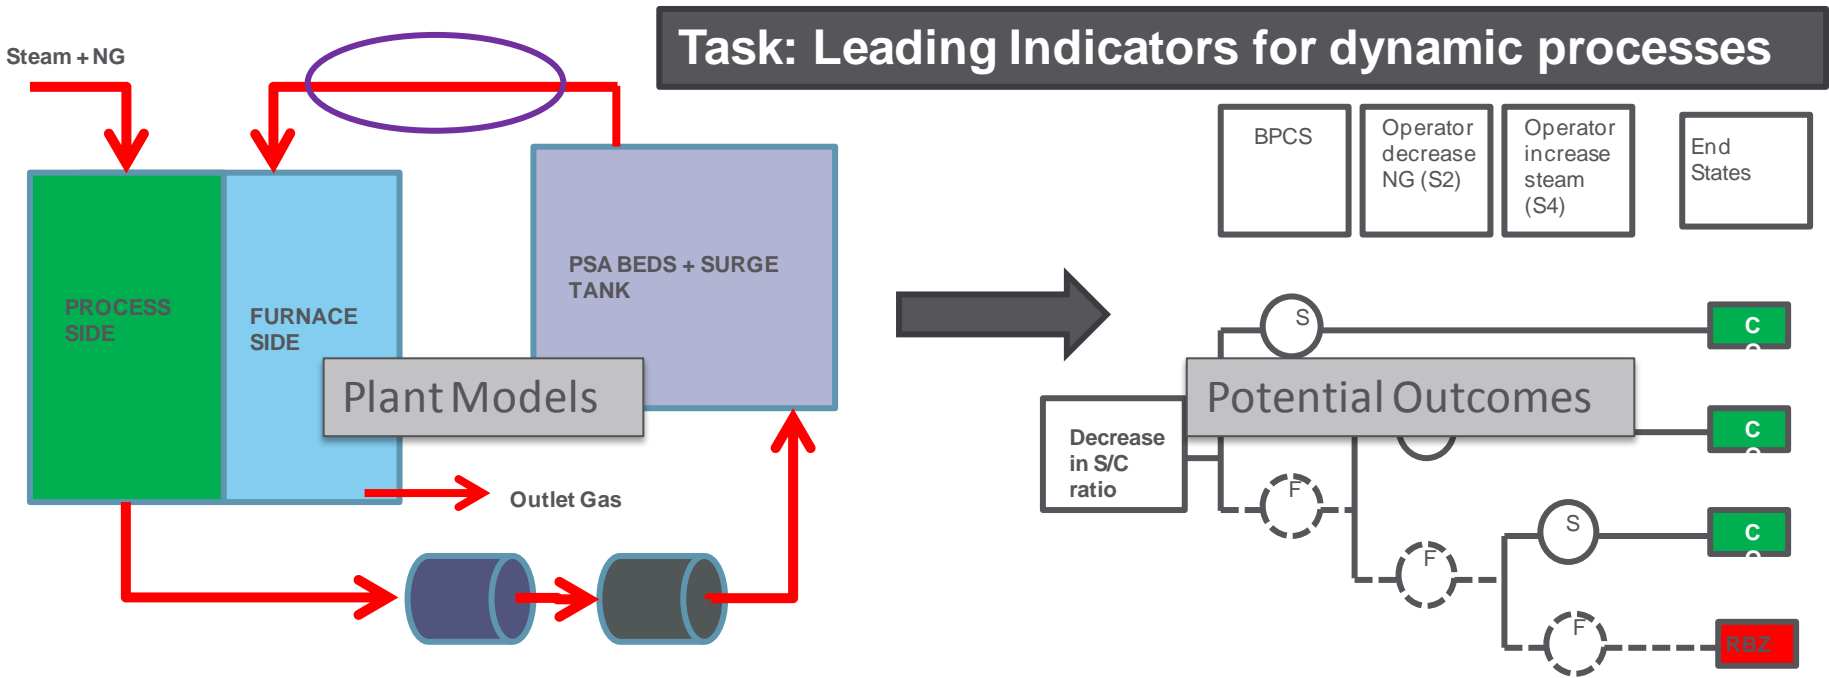 Task: Leading Indicators for dynamic processes
Steam + NG
PROCESS
SIDE
FURNACE
SIDE
PSA BEDS + SURGE
TANK
Plant Models
Outlet Gas
BPCS
Operator
decrease
NG (S2)
Operator
increase
steam
(S4)
End
States
Decrease
in S/C
ratio
Potential Outcomes
S
C
C
F
S
C
F
F
RBZ